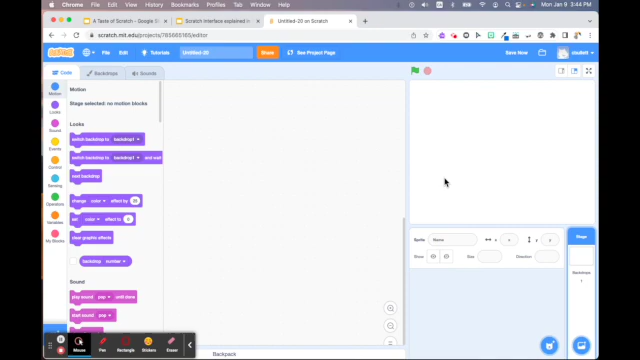 Chrome File Edit View History Bookmarks Profiles Tab Window Help
Mon Jan 9 3:44 PM
A Taste of Scratch - Google S
Scratch Interface explained in
Untitled-20 on Scratch
scratch.mit.edu/projects/785665165/editor
SCRATCH File Edit Tutorials Untitled-20 Share See Project Page Save Now
Code Backdrops Sounds
Motion
Looks
Sound
Events
Control
Sensing
Operators
Variables
My Blocks
Motion
Stage selected: no motion blocks
Looks
switch backdrop to backdrop1
switch backdrop to backdrop1 and wait
next backdrop
change color effect by 25
set color effect to 0
clear graphic effects
backdrop number
Sound
play sound pop until done
start sound pop
Sprite Name x x y y
Show Size Direction
Stage
Backdrops
1
Mouse Pen Rectangle Stickers Eraser
Backpack